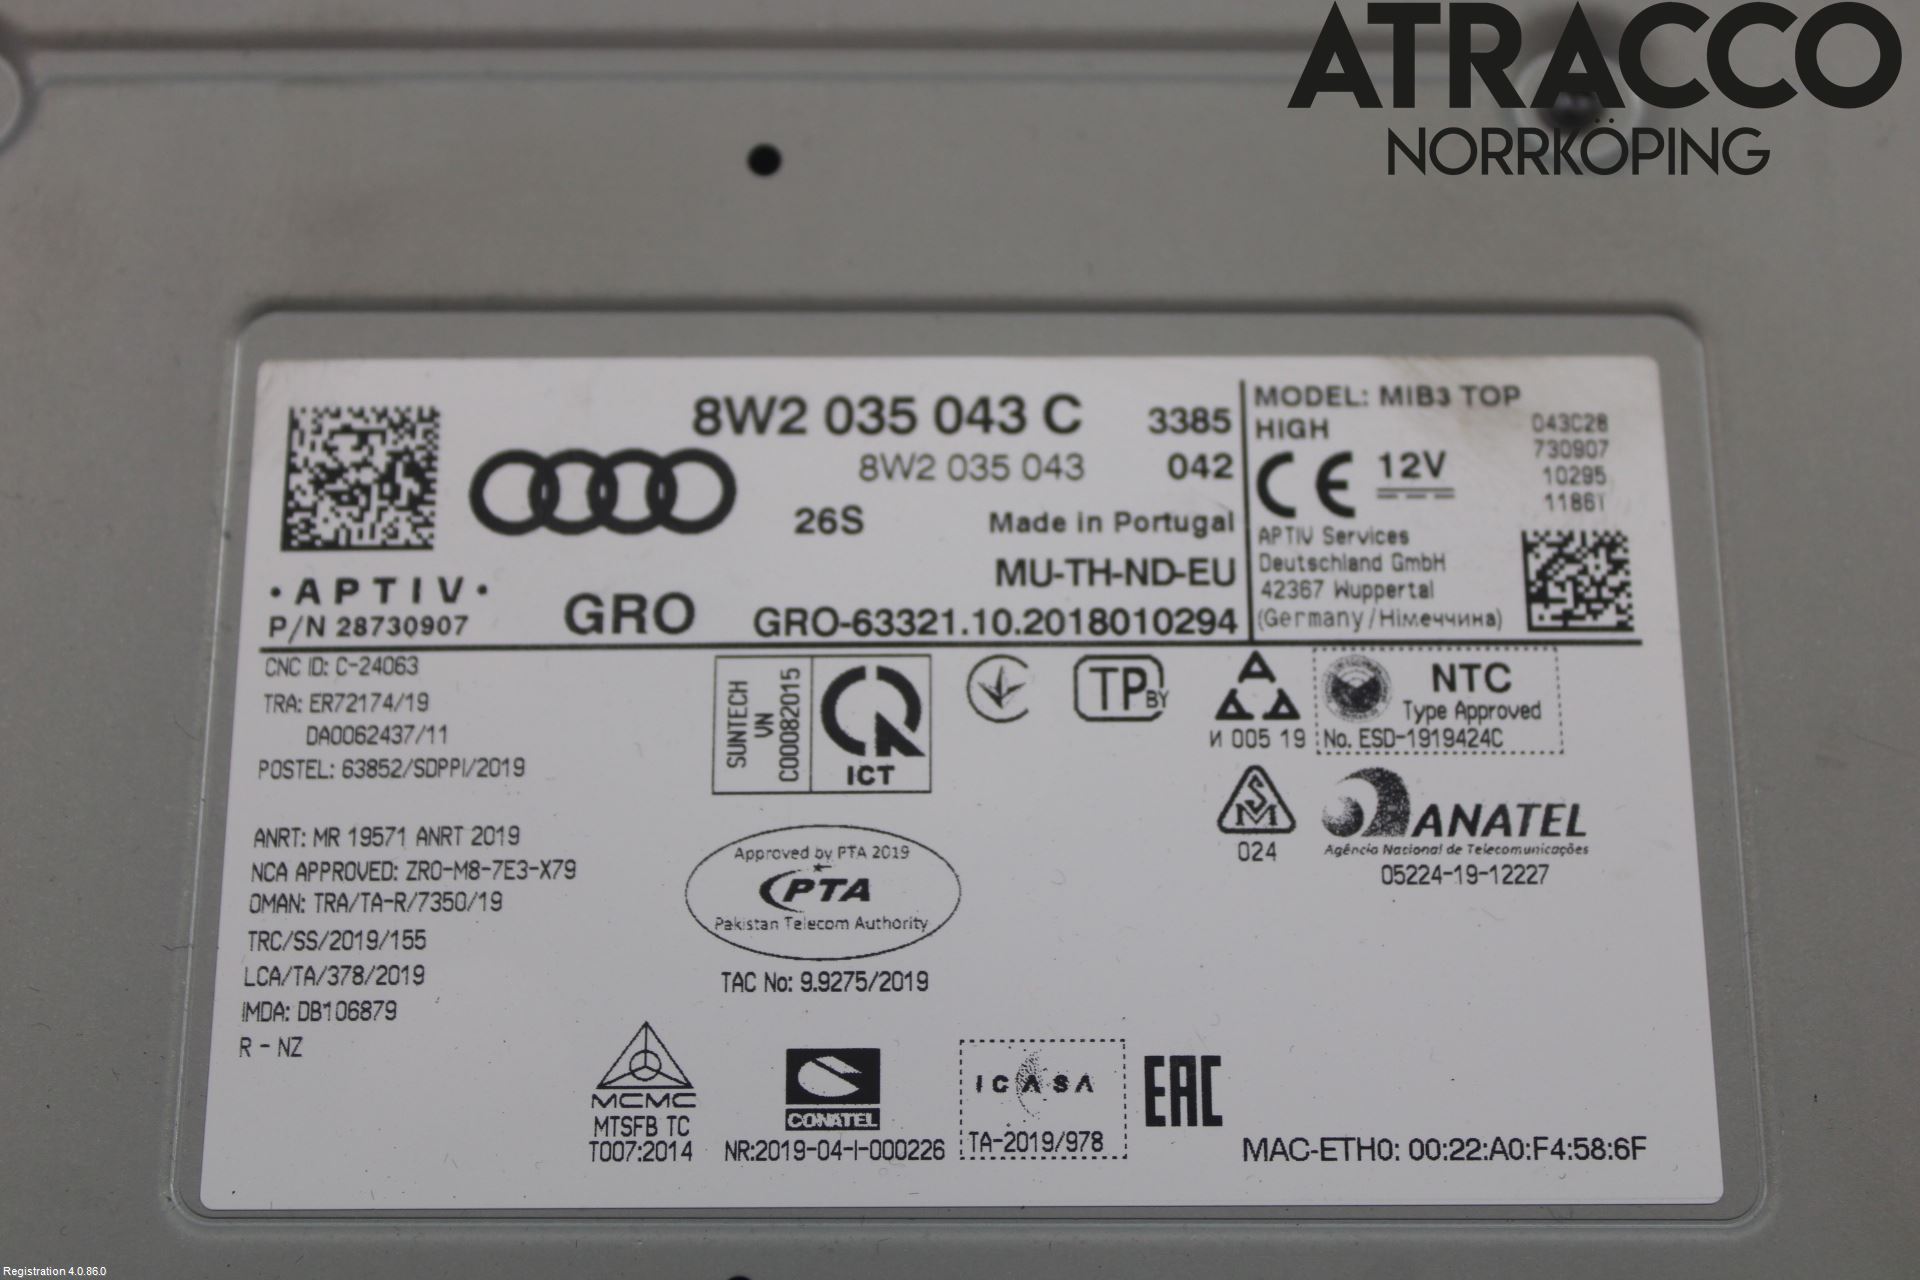 ATRACCO
NORRKÖPING
8W2 035 043 C 3385
8W2 035 043 042
26S Made in Portugal
MU-TH-ND-EU
• APTIV •
P/N 28730907
GRO GRO-63321.10.2018010294
MODEL: MIB3 TOP
HIGH
CE 12V
043C28
730907
10295
1186T
APTIV Services
Deutschland GmbH
42367 Wuppertal
(Germany/Німеччина)
CNC ID: C-24063
TRA: ER72174/19
DA0062437/11
POSTEL: 63852/SDPPI/2019
ANRT: MR 19571 ANRT 2019
NCA APPROVED: ZRO-M8-7E3-X79
OMAN: TRA/TA-R/7350/19
TRC/SS/2019/155
LCA/TA/378/2019
IMDA: DB106879
R - NZ
SUNTECH
VN
C00082015
ICT
TP BY
И 005 19
NTC
Type Approved
No. ESD-1919424C
SM
024
ANATEL
Agência Nacional de Telecomunicações
05224-19-12227
Approved by PTA 2019
PTA
Pakistan Telecom Authority
TAC No: 9.9275/2019
MCMC
MTSFB TC
T007:2014
CONATEL
NR:2019-04-I-000226
ICASA
TA-2019/978
EAC
MAC-ETH0: 00:22:A0:F4:58:6F
Registration 4.0.86.0